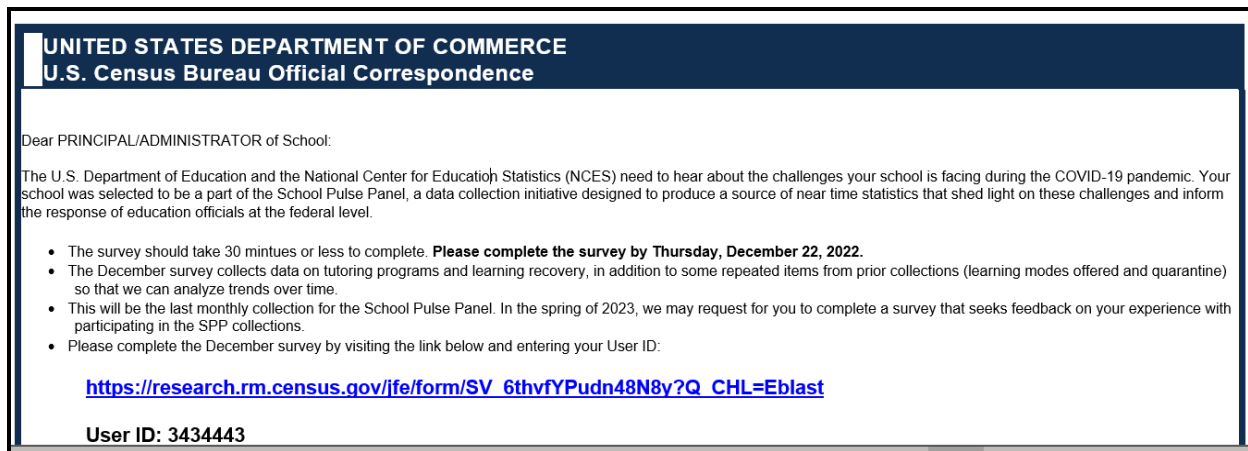 UNITED STATES DEPARTMENT OF COMMERCE
U.S. Census Bureau Official Correspondence
Dear PRINCIPAL/ADMINISTRATOR of School:
The U.S. Department of Education and the National Center for Education Statistics (NCES) need to hear about the challenges your school is facing during the COVID-19 pandemic. Your
school was selected to be a part of the School Pulse Panel, a data collection initiative designed to produce a source of near time statistics that shed light on these challenges and inform
the response of education officials at the federal level.
• The survey should take 30 mintues or less to complete. Please complete the survey by Thursday, December 22, 2022.
• The December survey collects data on tutoring programs and learning recovery, in addition to some repeated items from prior collections (learning modes offered and quarantine)
so that we can analyze trends over time.
• This will be the last monthly collection for the School Pulse Panel. In the spring of 2023, we may request for you to complete a survey that seeks feedback on your experience with
participating in the SPP collections.
• Please complete the December survey by visiting the link below and entering your User ID:
https://research.rm.census.gov/jfe/form/SV_6thvfYPudn48N8y?Q_CHL=Eblast
User ID: 3434443